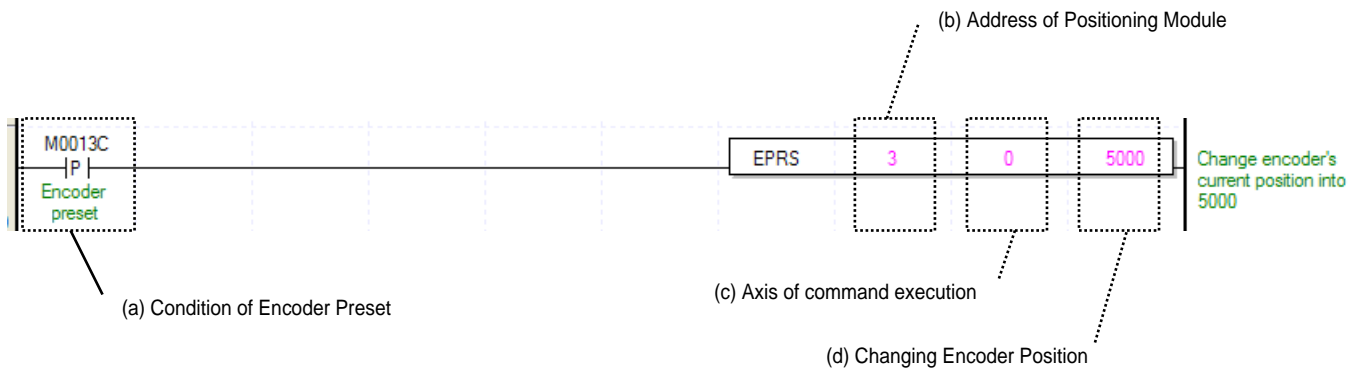 (b) Address of Positioning Module
M0013C
P
Encoder
preset
EPRS 3 0 5000
Change encoder's
current position into
5000
(a) Condition of Encoder Preset
(c) Axis of command execution
(d) Changing Encoder Position